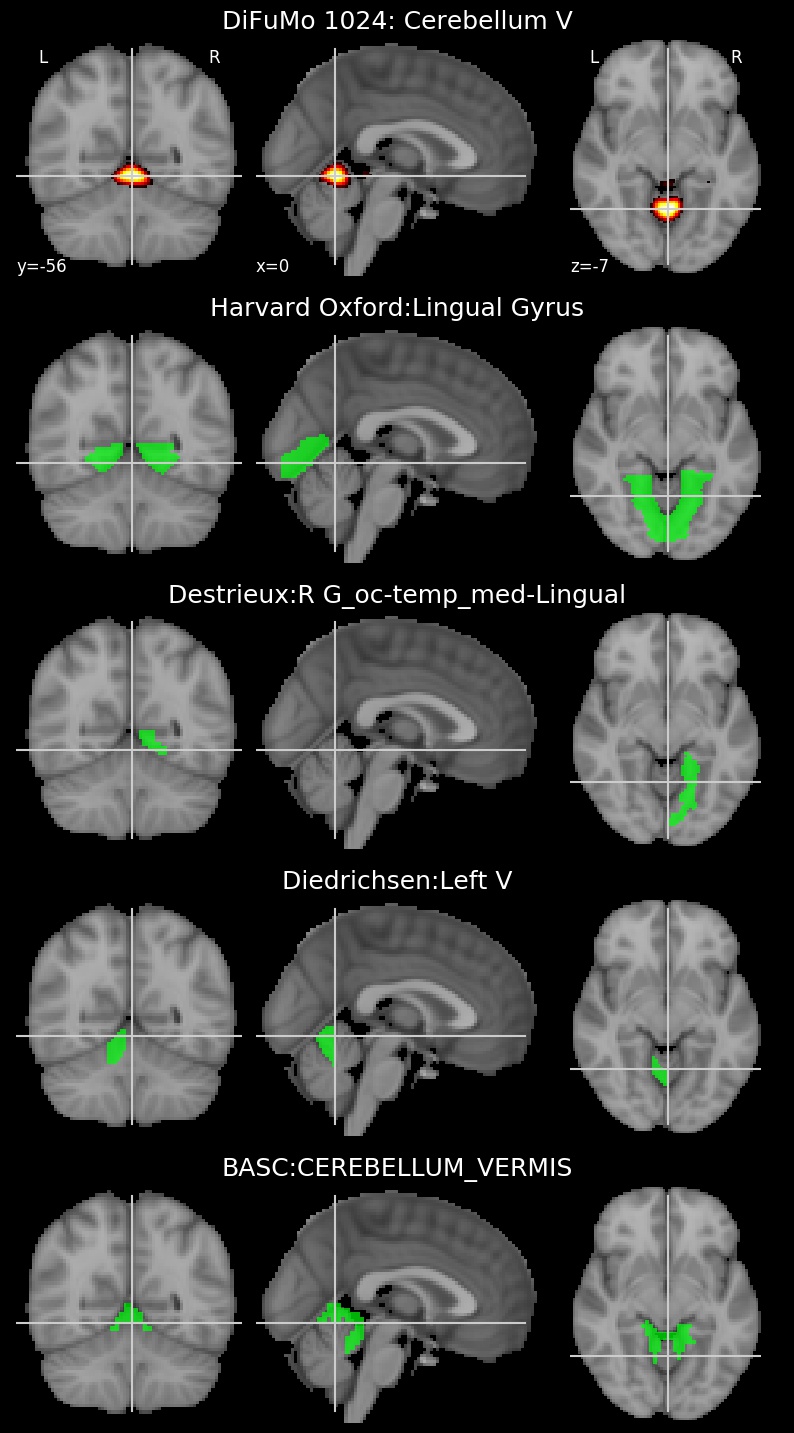 DiFuMo 1024: Cerebellum V
L R L R
y=-56 x=0 z=-7
Harvard Oxford:Lingual Gyrus
Destrieux:R G_oc-temp_med-Lingual
Diedrichsen:Left V
BASC:CEREBELLUM_VERMIS